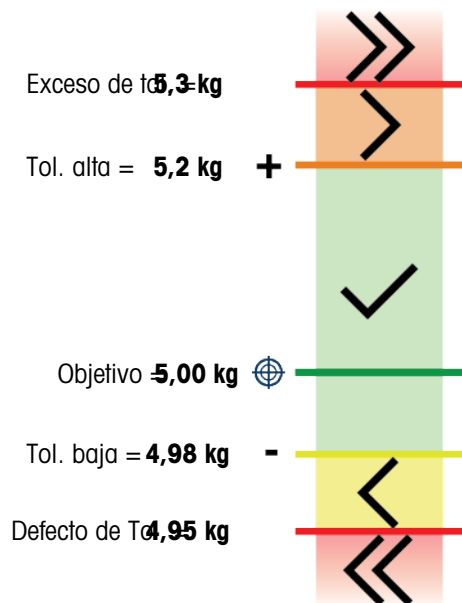 Exceso de tol. = 5,3 kg
Tol. alta = 5,2 kg +
Objetivo = 5,00 kg
Tol. baja = 4,98 kg -
Defecto de To 4,95 kg